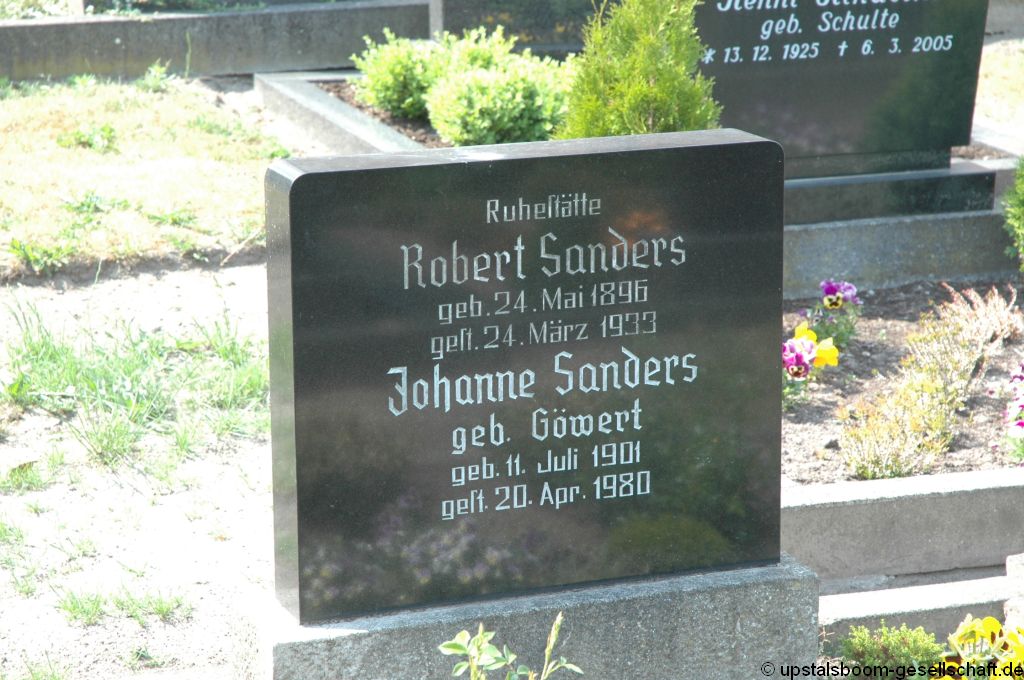 geb. Schulte
* 13. 12. 1925 † 6. 3. 2005
Ruheſtätte
Robert Sanders
geb. 24. Mai 1896
geſt. 24. März 1933
Johanne Sanders
geb. Göwert
geb. 11. Juli 1901
geſt. 20. Apr. 1980
© upstalsboom-gesellschaft.de